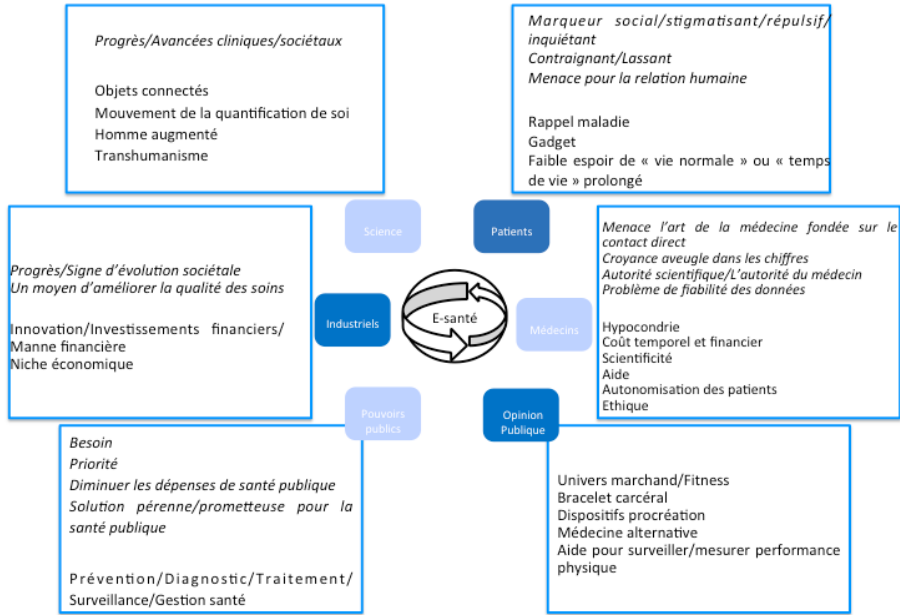 Progrès/Avancées cliniques/sociétaux
Objets connectés
Mouvement de la quantification de soi
Homme augmenté
Transhumanisme
Marqueur social/stigmatisant/répulsif/
inquiétant
Contraignant/Lassant
Menace pour la relation humaine
Rappel maladie
Gadget
Faible espoir de « vie normale » ou « temps
de vie » prolongé
Science
Patients
Progrès/Signe d'évolution sociétale
Un moyen d'améliorer la qualité des soins
Innovation/Investissements financiers/
Manne financière
Niche économique
Industriels
E-santé
Médecins
Menace l'art de la médecine fondée sur le
contact direct
Croyance aveugle dans les chiffres
Autorité scientifique/L'autorité du médecin
Problème de fiabilité des données
Hypocondrie
Coût temporel et financier
Scientificité
Aide
Autonomisation des patients
Ethique
Pouvoirs
publics
Opinion
Publique
Besoin
Priorité
Diminuer les dépenses de santé publique
Solution pérenne/prometteuse pour la
santé publique
Prévention/Diagnostic/Traitement/
Surveillance/Gestion santé
Univers marchand/Fitness
Bracelet carcéral
Dispositifs procréation
Médecine alternative
Aide pour surveiller/mesurer performance
physique